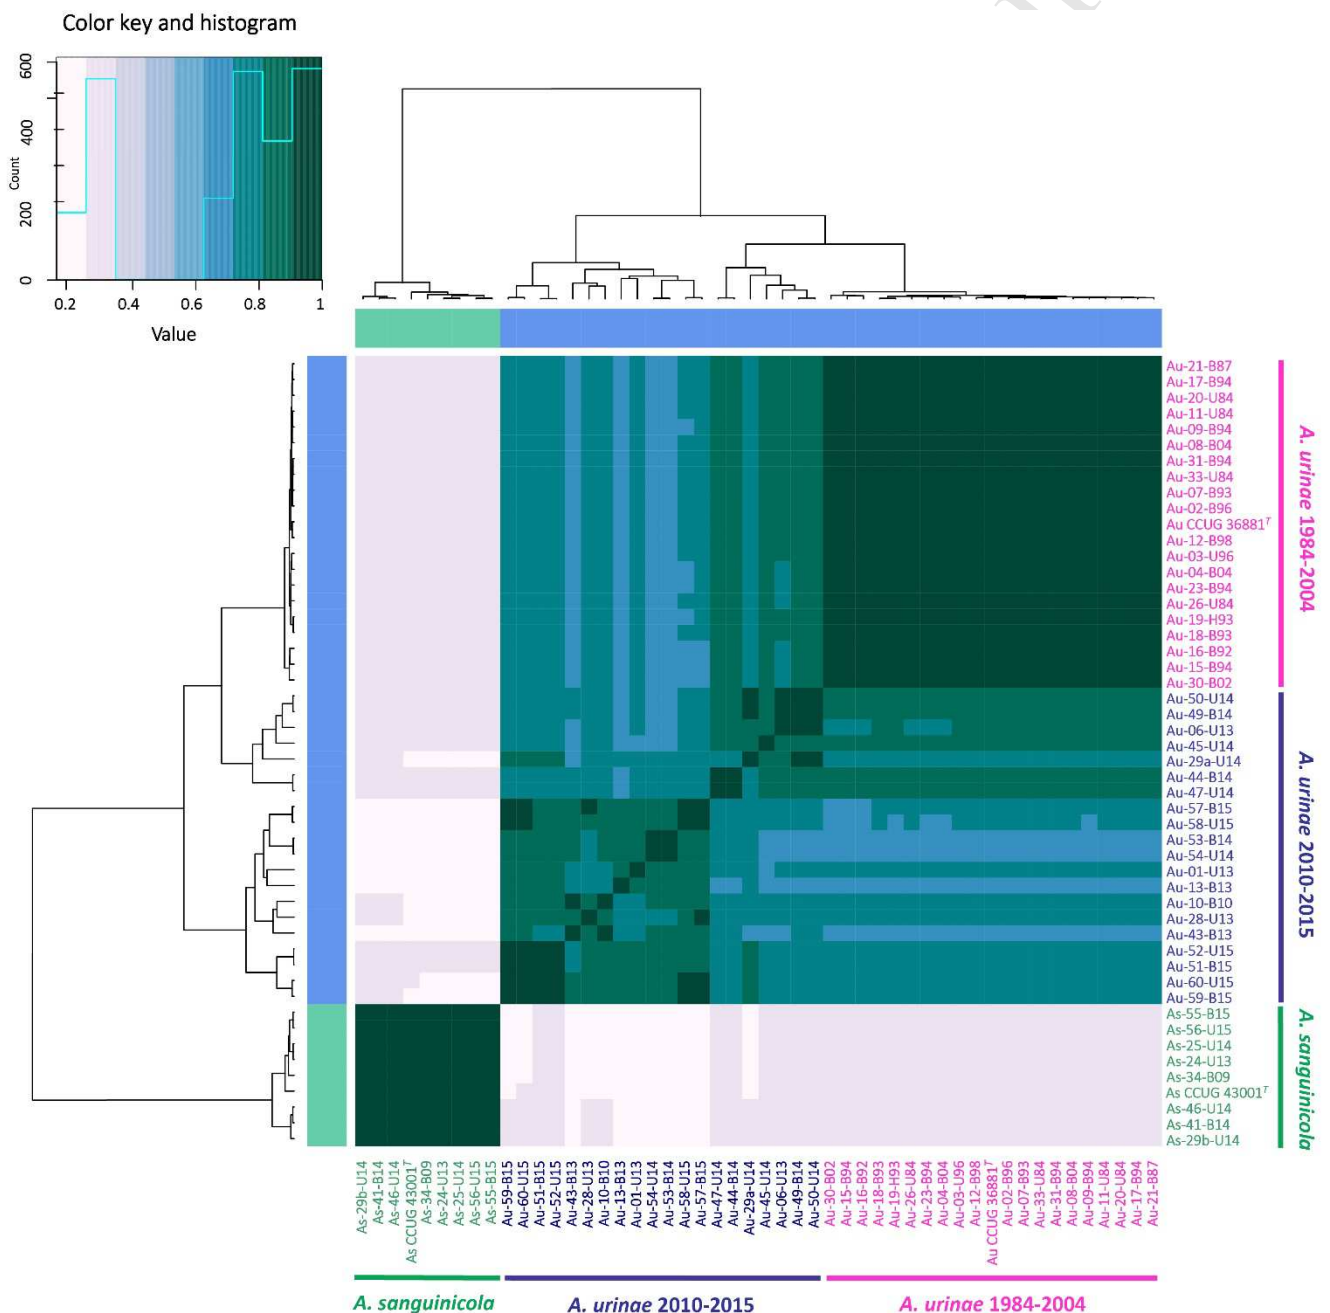 Color key and histogram
600
400
200
0
Count
0.2 0.4 0.6 0.8 1
Value
Au-21-B87
Au-17-B94
Au-20-U84
Au-11-U84
Au-09-B94
Au-08-B04
Au-31-B94
Au-33-U84
Au-07-B93
Au-02-B96
Au CCUG 36881ᵀ
Au-12-B98
Au-03-U96
Au-04-B04
Au-23-B94
Au-26-U84
Au-19-H93
Au-18-B93
Au-16-B92
Au-15-B94
Au-30-B02
Au-50-U14
Au-49-B14
Au-06-U13
Au-45-U14
Au-29a-U14
Au-44-B14
Au-47-U14
Au-57-B15
Au-58-U15
Au-53-B14
Au-54-U14
Au-01-U13
Au-13-B13
Au-10-B10
Au-28-U13
Au-43-B13
Au-52-U15
Au-51-B15
Au-60-U15
Au-59-B15
As-55-B15
As-56-U15
As-25-U14
As-24-U13
As-34-B09
As CCUG 43001ᵀ
As-46-U14
As-41-B14
As-29b-U14
A. urinae 1984-2004
A. urinae 2010-2015
A. sanguinicola
As-29b-U14
As-41-B14
As-46-U14
As CCUG 43001ᵀ
As-34-B09
As-24-U13
As-25-U14
As-56-U15
As-55-B15
Au-59-B15
Au-60-U15
Au-51-B15
Au-52-U15
Au-43-B13
Au-28-U13
Au-10-B10
Au-13-B13
Au-01-U13
Au-54-U14
Au-53-B14
Au-58-U15
Au-57-B15
Au-47-U14
Au-44-B14
Au-29a-U14
Au-45-U14
Au-06-U13
Au-49-B14
Au-50-U14
Au-30-B02
Au-15-B94
Au-16-B92
Au-18-B93
Au-19-H93
Au-26-U84
Au-23-B94
Au-04-B04
Au-03-U96
Au-12-B98
Au CCUG 36881ᵀ
Au-02-B96
Au-07-B93
Au-33-U84
Au-31-B94
Au-08-B04
Au-09-B94
Au-11-U84
Au-20-U84
Au-17-B94
Au-21-B87
A. sanguinicola
A. urinae 2010-2015
A. urinae 1984-2004